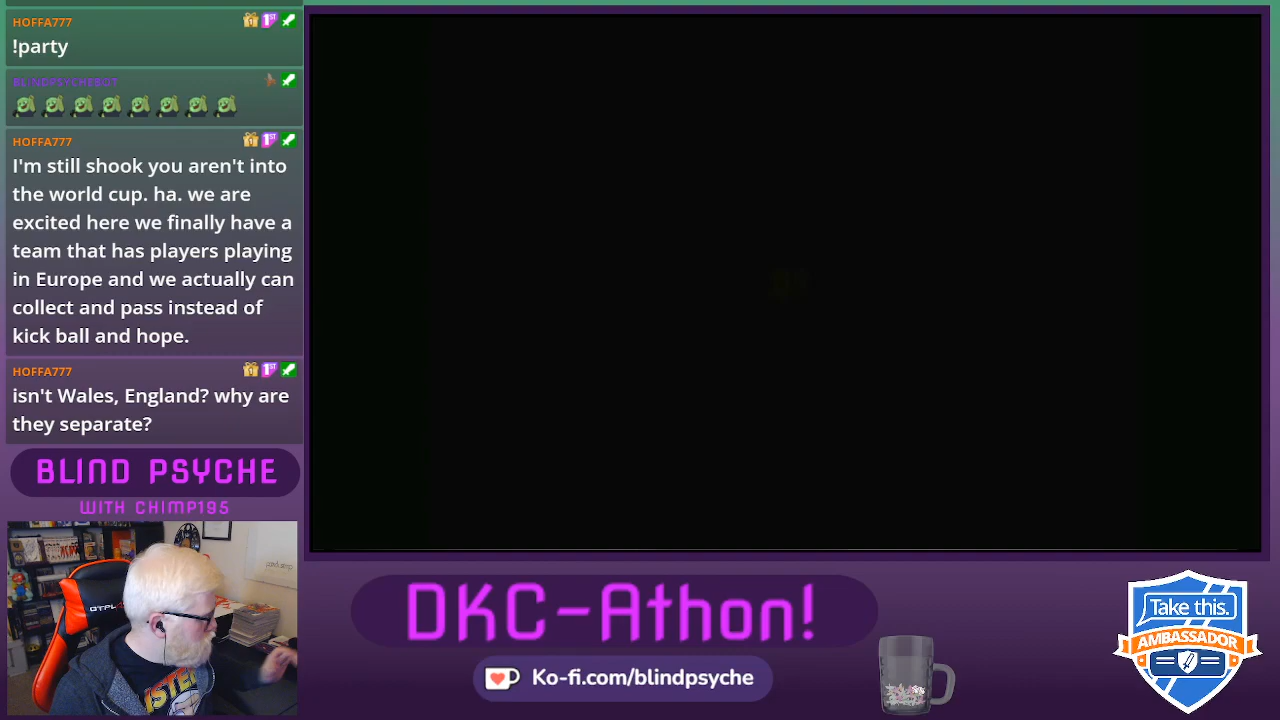 HOFFA777
!party
BLINDPSYCHEBOT
HOFFA777
I'm still shook you aren't into
the world cup. ha. we are
excited here we finally have a
team that has players playing
in Europe and we actually can
collect and pass instead of
kick ball and hope.
HOFFA777
isn't Wales, England? why are
they separate?
BLIND PSYCHE
WITH CHIMP195
DKC-Athon!
Ko-fi.com/blindpsyche
Take this.
AMBASSADOR